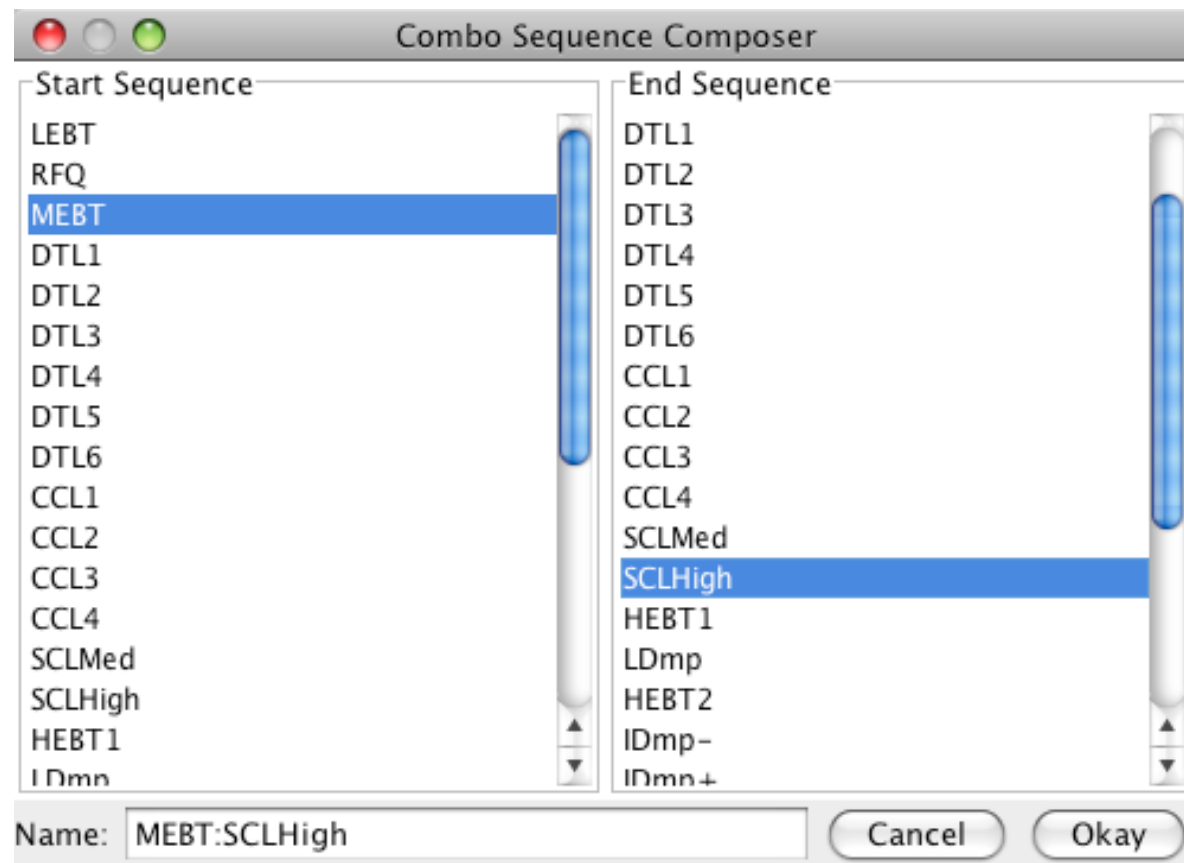 Combo Sequence Composer
Start Sequence
LEBT
RFQ
MEBT
DTL1
DTL2
DTL3
DTL4
DTL5
DTL6
CCL1
CCL2
CCL3
CCL4
SCLMed
SCLHigh
HEBT1
LDmp
End Sequence
DTL1
DTL2
DTL3
DTL4
DTL5
DTL6
CCL1
CCL2
CCL3
CCL4
SCLMed
SCLHigh
HEBT1
LDmp
HEBT2
IDmp-
IDmp+
Name: MEBT:SCLHigh Cancel Okay